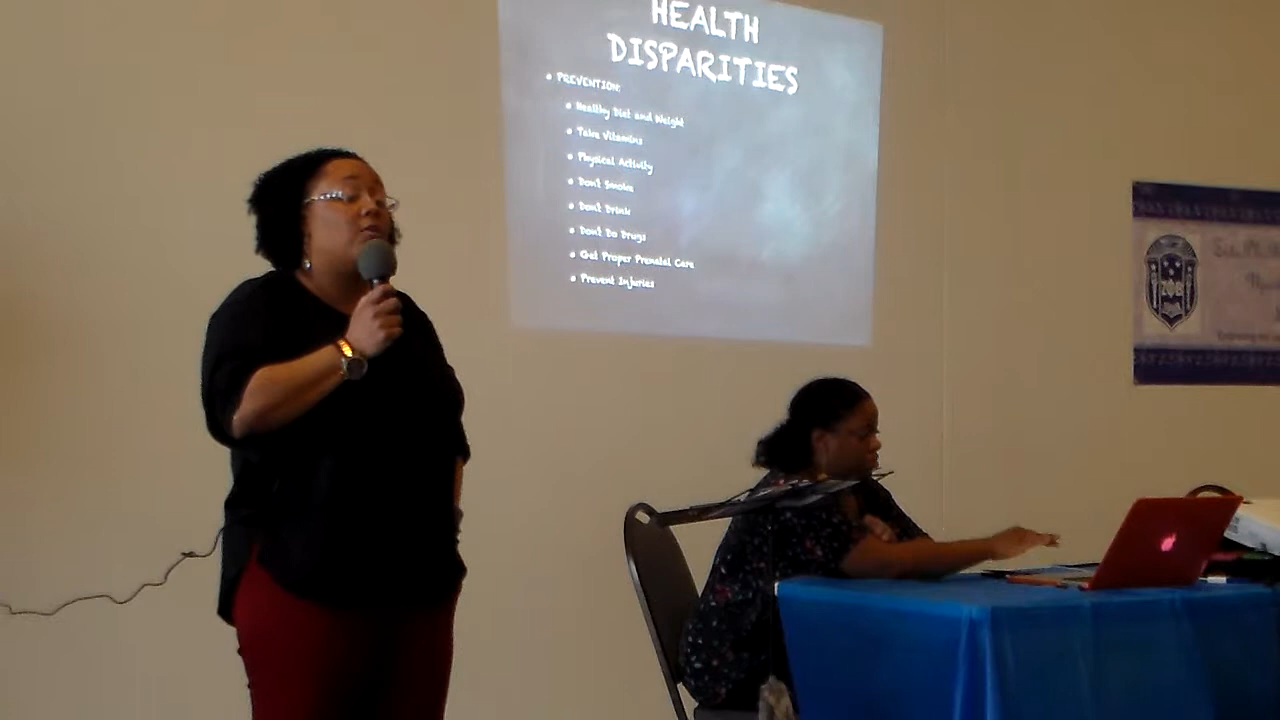 HEALTH
DISPARITIES
PREVENTION:
Healthy Diet and Weight
Take Vitamins
Physical Activity
Don't Smoke
Don't Drink
Don't Do Drugs
Get Proper Prenatal Care
Prevent Injuries
ZΦB